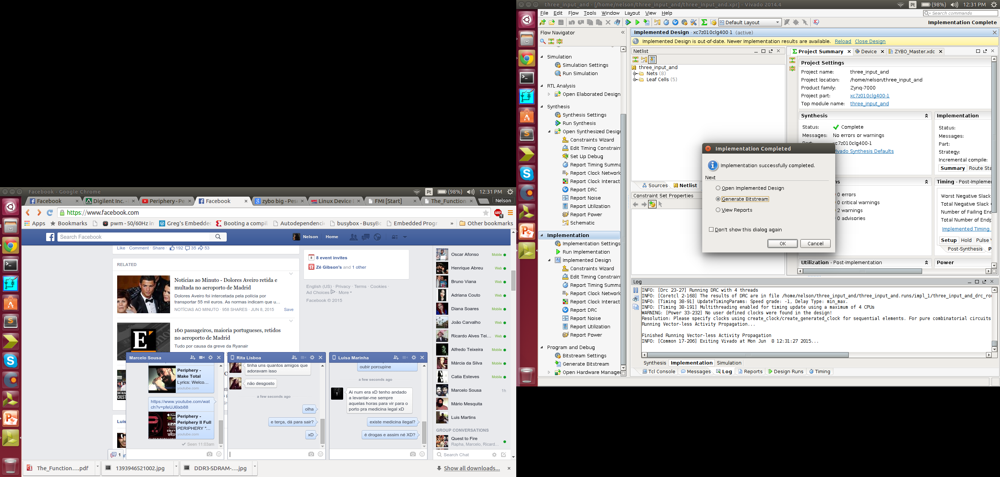 Facebook - Google Chrome
Pt (98%) 12:31 PM
Facebook
Digilent Inc. -
Periphery - Pe
Facebook
zybo big - Pes
Linux Device
FMI [Start]
The_Function
Nelson
https://www.facebook.com
ABP 1
Apps
Bookmarks
pwm - 50/60Hz in
Greg's Embedde
Booting a compil
Autodependenci
busybox - BusyBo
Embedded Progr
»
Other bookmarks
Search Facebook
Nelson
Home
Like · Comment · Share · 192 35 53
RELATED
Notícias ao Minuto - Dolores Aveiro retida e
multada no aeroporto de Madrid
Dolores Aveiro foi intercetada pela polícia por
transportar 55 mil euros. As normas indicam que u...
NOTÍCIAS AO MINUTO · 958 SHARES · JUN 8, 2015 Save
160 passageiros, maioria portugueses, retidos
no aeroporto de Madrid
Tudo por causa da greve da Ryanair
8 event invites
Zé Gibson's and 1 other
English (US) · Privacy · Terms · Cookies ·
Ad Choices · More
Facebook © 2015
Oscar Afonso Mobile
Henrique Abreu Web
Bruno Viana Web
Adriana Couto Web
Diana Soares Mobile
João Carvalho Web
Ricardo Alves Tei... Web
Alfredo Teixeira Mobile
Márcia da Silva Mobile
Catia Esteves Mobile
Marcelo Sousa 1h
Mário Mesquita
Luis Martins
GROUP CONVERSATIONS
Quest to Fire
Rapha, Marcelo, Ricard...
Search Chat
Marcelo Sousa
Periphery -
Make Total
Lyrics: Welco...
youtube.com
https://www.youtube.com/wat
ch?v=pfeUJ6lxb88
Periphery -
Periphery II Full
PERIPHERY "...
youtube.com
Seen 11:03am
Rita Lisboa
tinha uns quantos amigos que
adoravam isso
não desgosto
a few seconds ago
olha
e terça, dá para sair?
xD
Luísa Marinha
oubir porcupine
a few seconds ago
Ai num era xD tenho andado
a levantar-me sempre
aquelas horas para vir para o
porto pra medicina legal xD
existe medicina ilegal?
é drogas e assim né XD?
Luís
1
The_Function....pdf
1393946521002.jpg
DDR3-SDRAM-....jpg
Show all downloads...
three_input_and - [/home/nelson/three_input_and/three_input_and.xpr] - Vivado 2014.4
Pt (98%) 12:31 PM
File Edit Flow Tools Window Layout View Help
Search commands
Default Layout
Implementation Complete
Flow Navigator
Simulation
Simulation Settings
Run Simulation
RTL Analysis
Open Elaborated Design
Synthesis
Synthesis Settings
Run Synthesis
Open Synthesized Desigr
Constraints Wizard
Edit Timing Constrain
Set Up Debug
Report Timing Summa
Report Clock Network
Report Clock Interact
Report DRC
Report Noise
Report Utilization
Report Power
Schematic
Implementation
Implementation Settings
Run Implementation
Implemented Design
Constraints Wizard
Edit Timing Constrain
Report Timing Summa
Report Clock Network
Report Clock Interact
Report DRC
Report Noise
Report Utilization
Report Power
Program and Debug
Bitstream Settings
Generate Bitstream
Open Hardware Manager
Implemented Design - xc7z010clg400-1 (active)
Implemented Design is out-of-date. Newer Implementation results are available. Reload Close Design
Netlist
three_input_and
Nets (8)
Leaf Cells (5)
Sources
Netlist
Constraint Set Properties
Project Summary
Device
ZYBO_Master.xdc
Project Settings
Project name: three_input_and
Project location: /home/nelson/three_input_and
Product family: Zynq-7000
Project part: xc7z010clg400-1
Top module name: three_input_and
Synthesis
Status: Complete
Messages: No errors or warnings
xc7z010clg400-1
Vivado Synthesis Defaults
Implementation
Status:
Messages:
Part:
Strategy:
Incremental compile:
Summary Route Sta
0 errors
0 critical warnings
2 warnings
0 advisories
Timing - Post-Implemen
Worst Negative Slack
Total Negative Slack
Number of Failing End
Total Number of Endp
Implemented Timing
Setup Hold Pulse
Post-Synthesis
Utilization - Post-Implementation
Power
Implementation Completed
Implementation successfully completed.
Next
Open Implemented Design
Generate Bitstream
View Reports
Don't show this dialog again
OK
Cancel
Log
INFO: [Drc 23-27] Running DRC with 4 threads
INFO: [Coretcl 2-168] The results of DRC are in file /home/nelson/three_input_and/three_input_and.runs/impl_1/three_input_and_drc_rou
INFO: [Timing 38-91] UpdateTimingParams: Speed grade: -1, Delay Type: min_max.
INFO: [Timing 38-191] Multithreading enabled for timing update using a maximum of 4 CPUs
WARNING: [Power 33-232] No user defined clocks were found in the design!
Resolution: Please specify clocks using create_clock/create_generated_clock for sequential elements. For pure combinatorial circuits
Running Vector-less Activity Propagation...
Finished Running Vector-less Activity Propagation
INFO: [Common 17-206] Exiting Vivado at Mon Jun 8 12:31:27 2015...
Synthesis Implementation Simulation
Tcl Console Messages Log Reports Design Runs Timing